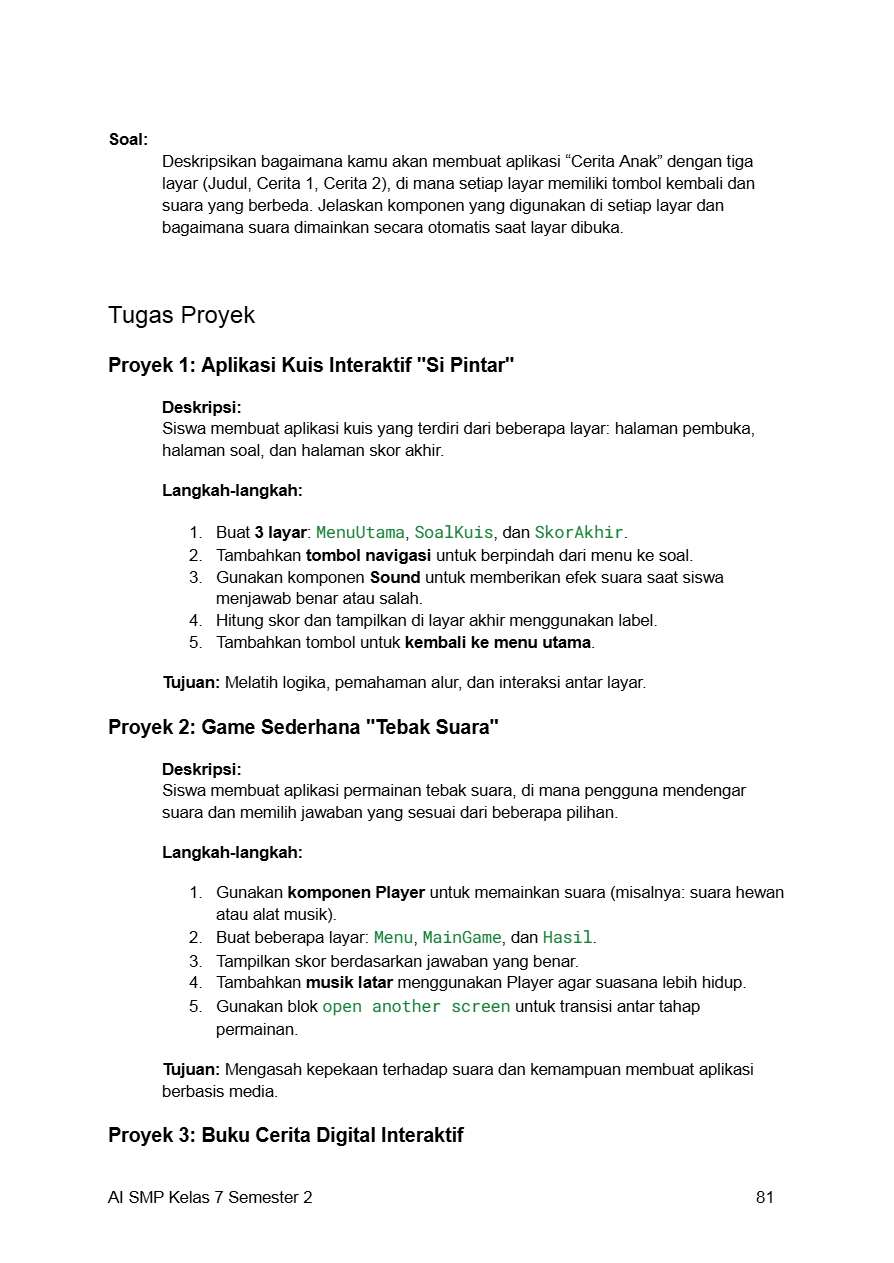 Soal:
Deskripsikan bagaimana kamu akan membuat aplikasi “Cerita Anak” dengan tiga
layar (Judul, Cerita 1, Cerita 2), di mana setiap layar memiliki tombol kembali dan
suara yang berbeda. Jelaskan komponen yang digunakan di setiap layar dan
bagaimana suara dimainkan secara otomatis saat layar dibuka.
Tugas Proyek
Proyek 1: Aplikasi Kuis Interaktif "Si Pintar"
Deskripsi:
Siswa membuat aplikasi kuis yang terdiri dari beberapa layar: halaman pembuka,
halaman soal, dan halaman skor akhir.
Langkah-langkah:
1. Buat 3 layar: MenuUtama, SoalKuis, dan SkorAkhir.
2. Tambahkan tombol navigasi untuk berpindah dari menu ke soal.
3. Gunakan komponen Sound untuk memberikan efek suara saat siswa
menjawab benar atau salah.
4. Hitung skor dan tampilkan di layar akhir menggunakan label.
5. Tambahkan tombol untuk kembali ke menu utama.
Tujuan: Melatih logika, pemahaman alur, dan interaksi antar layar.
Proyek 2: Game Sederhana "Tebak Suara"
Deskripsi:
Siswa membuat aplikasi permainan tebak suara, di mana pengguna mendengar
suara dan memilih jawaban yang sesuai dari beberapa pilihan.
Langkah-langkah:
1. Gunakan komponen Player untuk memainkan suara (misalnya: suara hewan
atau alat musik).
2. Buat beberapa layar: Menu, MainGame, dan Hasil.
3. Tampilkan skor berdasarkan jawaban yang benar.
4. Tambahkan musik latar menggunakan Player agar suasana lebih hidup.
5. Gunakan blok open another screen untuk transisi antar tahap
permainan.
Tujuan: Mengasah kepekaan terhadap suara dan kemampuan membuat aplikasi
berbasis media.
Proyek 3: Buku Cerita Digital Interaktif
AI SMP Kelas 7 Semester 2 81